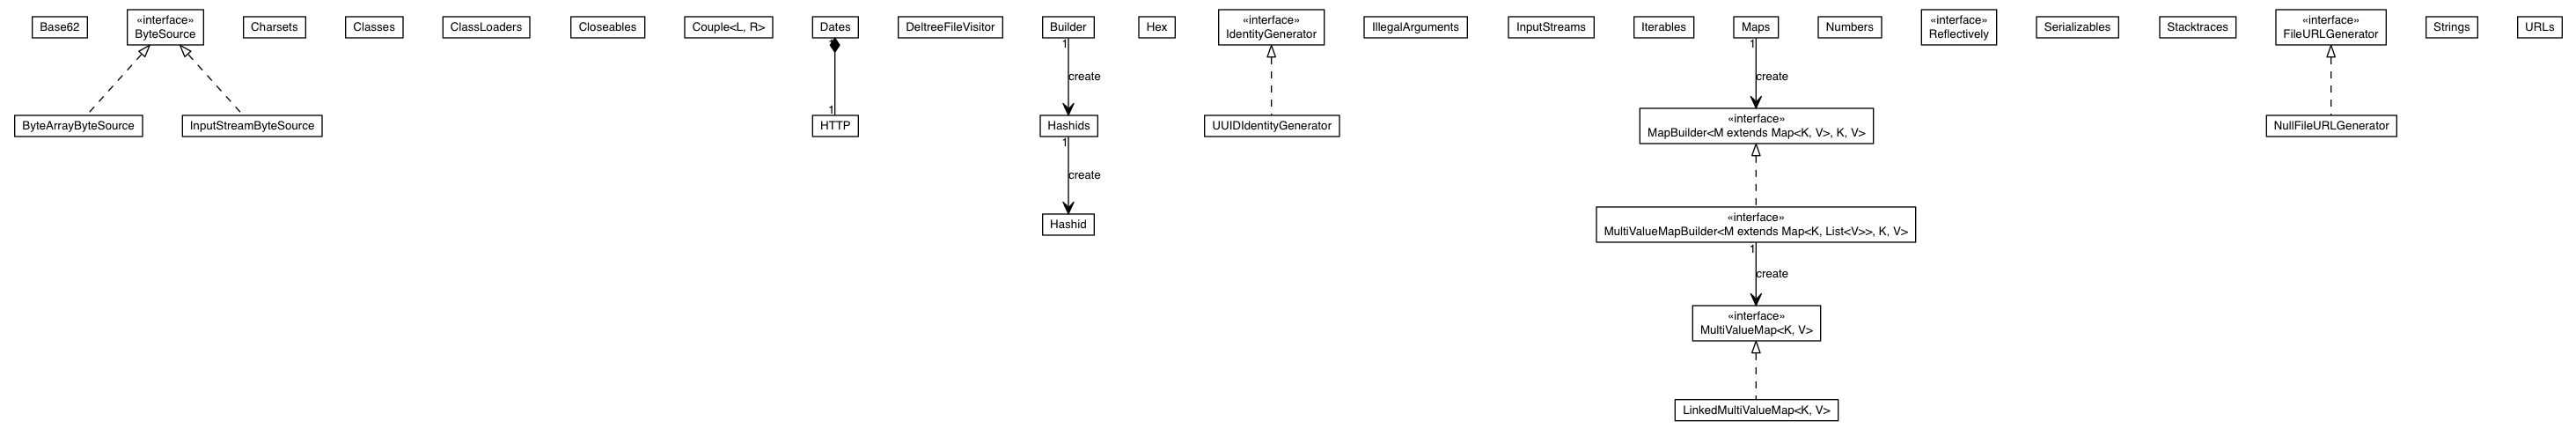 Base62
«interface»
ByteSource
Charsets
Classes
ClassLoaders
Closeables
Couple<L, R>
Dates
DeltreeFileVisitor
Builder
Hex
«interface»
IdentityGenerator
IllegalArguments
InputStreams
Iterables
Maps
Numbers
«interface»
Reflectively
Serializables
Stacktraces
«interface»
FileURLGenerator
Strings
URLs
1
1
create
1
create
ByteArrayByteSource
InputStreamByteSource
1
HTTP
Hashids
UUIDIdentityGenerator
«interface»
MapBuilder<M extends Map<K, V>, K, V>
NullFileURLGenerator
1
create
Hashid
«interface»
MultiValueMapBuilder<M extends Map<K, List<V>>, K, V>
1
create
«interface»
MultiValueMap<K, V>
LinkedMultiValueMap<K, V>